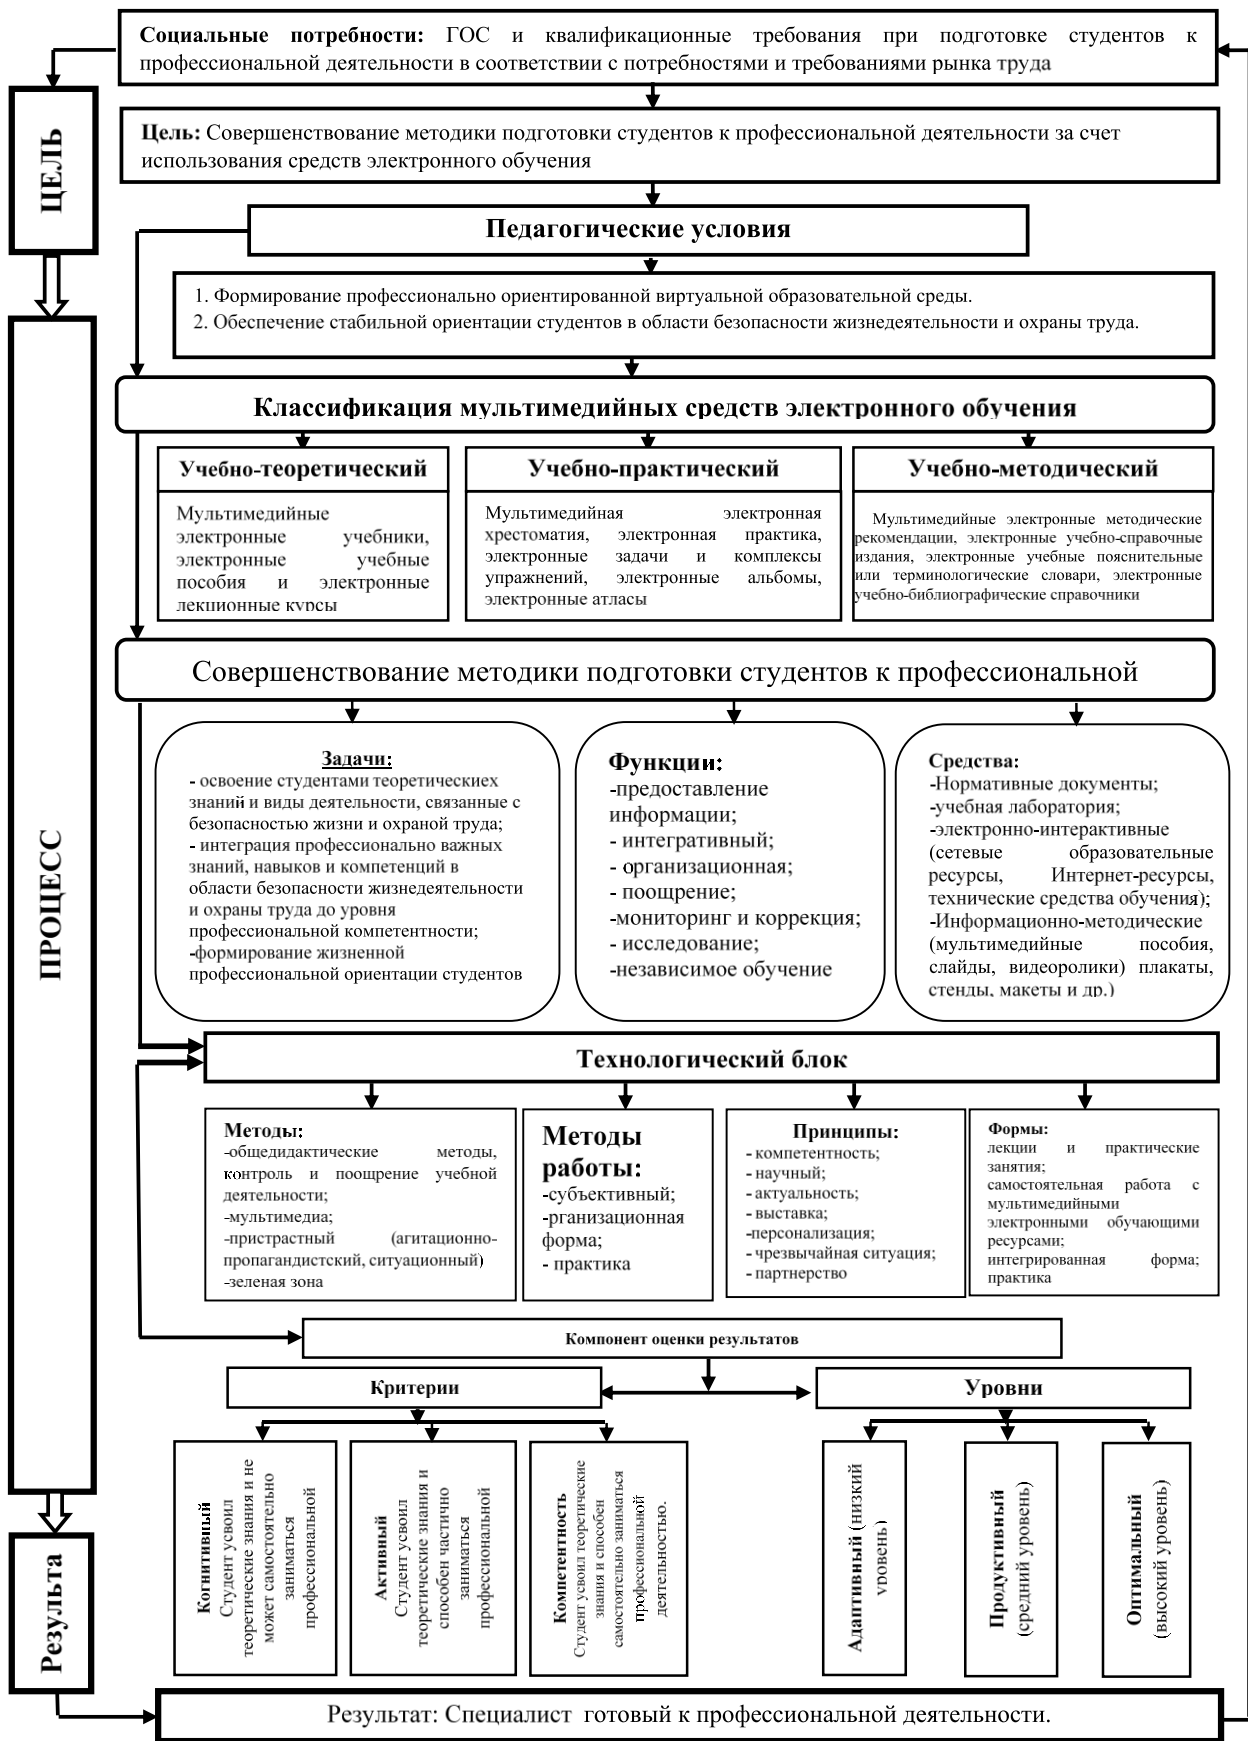 Социальные потребности: ГОС и квалификационные требования при подготовке студентов к
профессиональной деятельности в соответствии с потребностями и требованиями рынка труда
ЦЕЛЬ
Цель: Совершенствование методики подготовки студентов к профессиональной деятельности за счет
использования средств электронного обучения
Педагогические условия
1. Формирование профессионально ориентированной виртуальной образовательной среды.
2. Обеспечение стабильной ориентации студентов в области безопасности жизнедеятельности и охраны труда.
ПРОЦЕСС
Классификация мультимедийных средств электронного обучения
Учебно-теоретический
Мультимедийные
электронные учебники,
электронные учебные
пособия и электронные
лекционные курсы
Учебно-практический
Мультимедийная электронная
хрестоматия, электронная практика,
электронные задачи и комплексы
упражнений, электронные альбомы,
электронные атласы
Учебно-методический
Мультимедийные электронные методические
рекомендации, электронные учебно-справочные
издания, электронные учебные пояснительные
или терминологические словари, электронные
учебно-библиографические справочники
Совершенствование методики подготовки студентов к профессиональной
Задачи:
- освоение студентами теоретическиех
знаний и виды деятельности, связанные с
безопасностью жизни и охраной труда;
- интеграция профессионально важных
знаний, навыков и компетенций в
области безопасности жизнедеятельности
и охраны труда до уровня
профессиональной компетентности;
-формирование жизненной
профессиональной ориентации студентов
Функции:
-предоставление
информации;
- интегративный;
- организационная;
- поощрение;
-мониторинг и коррекция;
- исследование;
-независимое обучение
Средства:
-Нормативные документы;
-учебная лаборатория;
-электронно-интерактивные
(сетевые образовательные
ресурсы, Интернет-ресурсы,
технические средства обучения);
-Информационно-методические
(мультимедийные пособия,
слайды, видеоролики) плакаты,
стенды, макеты и др.)
Технологический блок
Методы:
-общедидактические методы,
контроль и поощрение учебной
деятельности;
-мультимедиа;
-пристрастный (агитационно-
пропагандистский, ситуационный)
-зеленая зона
Методы
работы:
-субъективный;
-рганизационная
форма;
- практика
Принципы:
- компетентность;
- научный;
- актуальность;
- выставка;
-персонализация;
- чрезвычайная ситуация;
- партнерство
Формы:
лекции и практические
занятия;
самостоятельная работа с
мультимедийными
электронными обучающими
ресурсами;
интегрированная форма;
практика
Компонент оценки результатов
Критерии
Уровни
Когнитивный
Студент усвоил
теоретические знания и не
может самостоятельно
заниматься
профессиональной
Активный
Студент усвоил
теоретические знания и
способен частично
заниматься
профессиональной
Компетентность
Студент усвоил теоретические
знания и способен
самостоятельно заниматься
профессиональной
деятельностью.
Адаптивный (низкий
уровень)
Продуктивный
(средний уровень)
Оптимальный
(высокий уровень)
Результа
Результат: Специалист готовый к профессиональной деятельности.